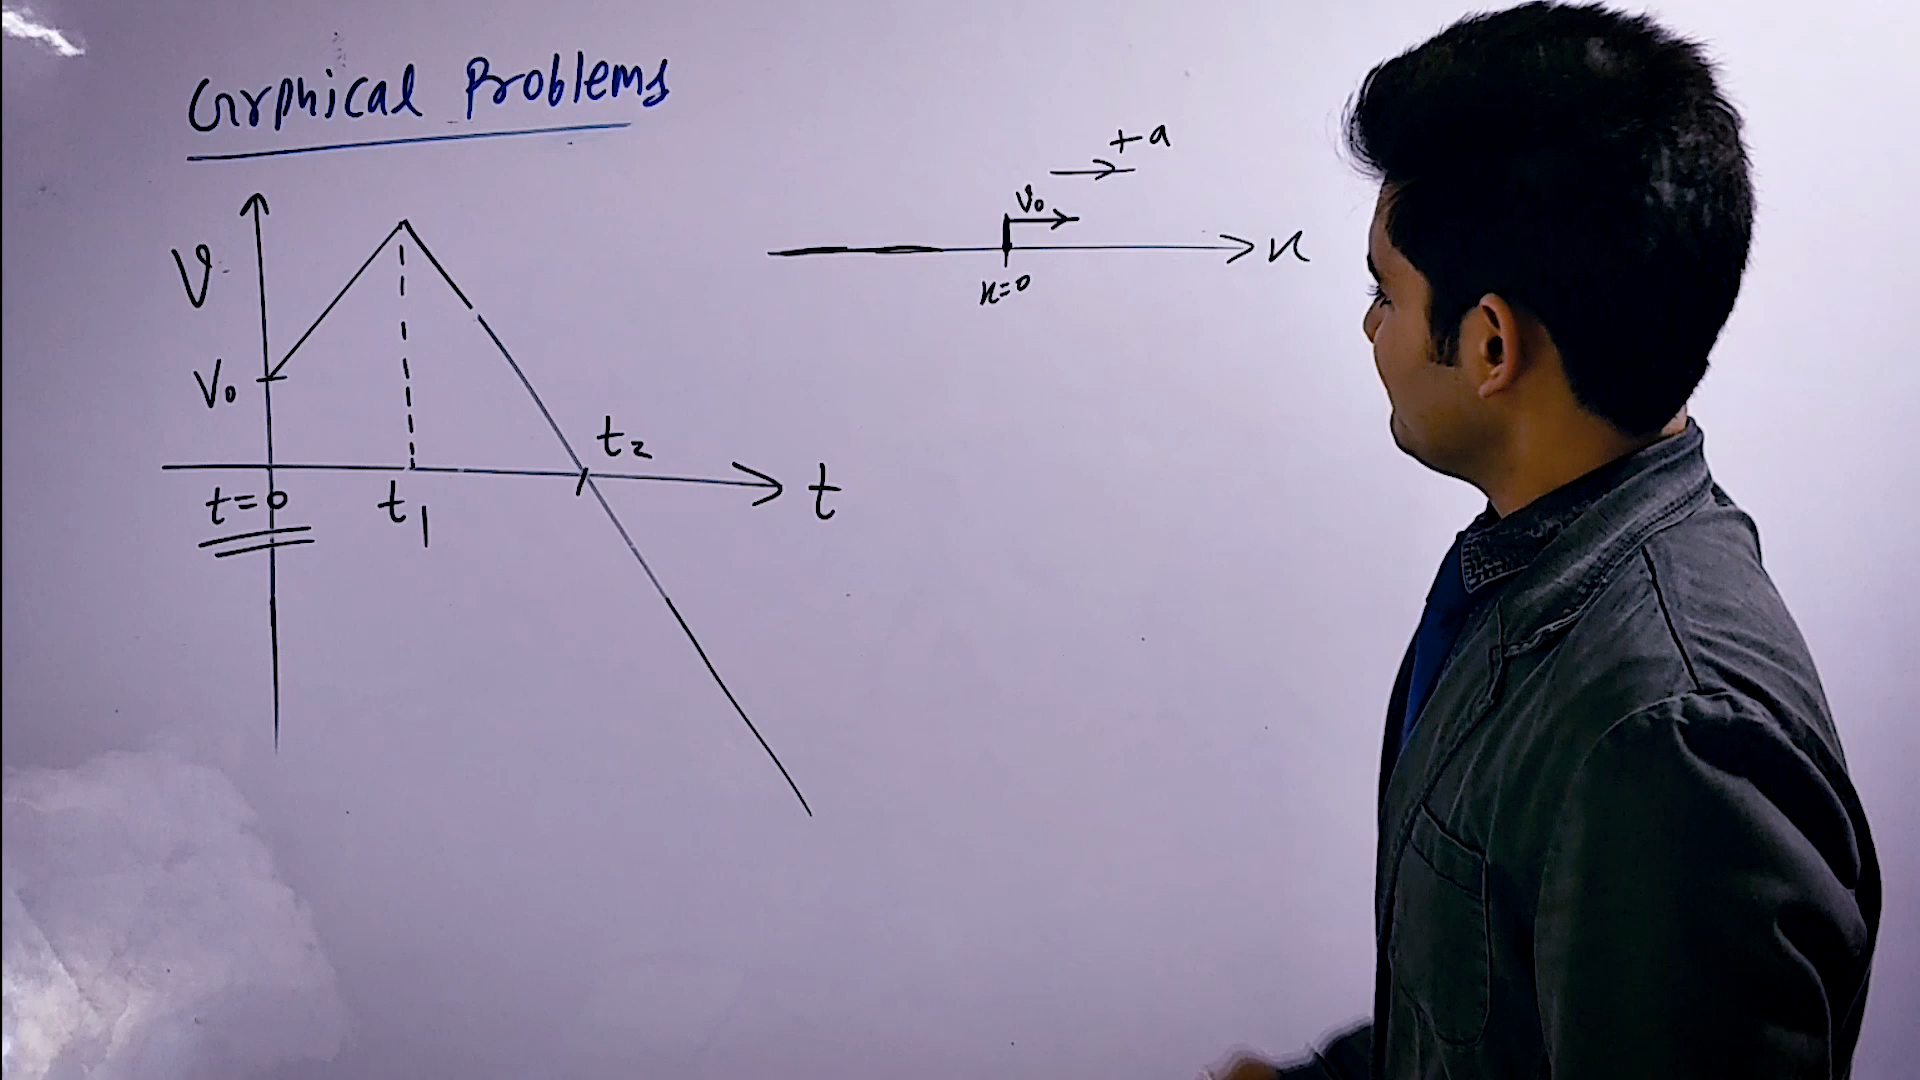 Grphical Problems
+a
v₀
x
x=0
V
V₀
t₂
t=0
t₁
t